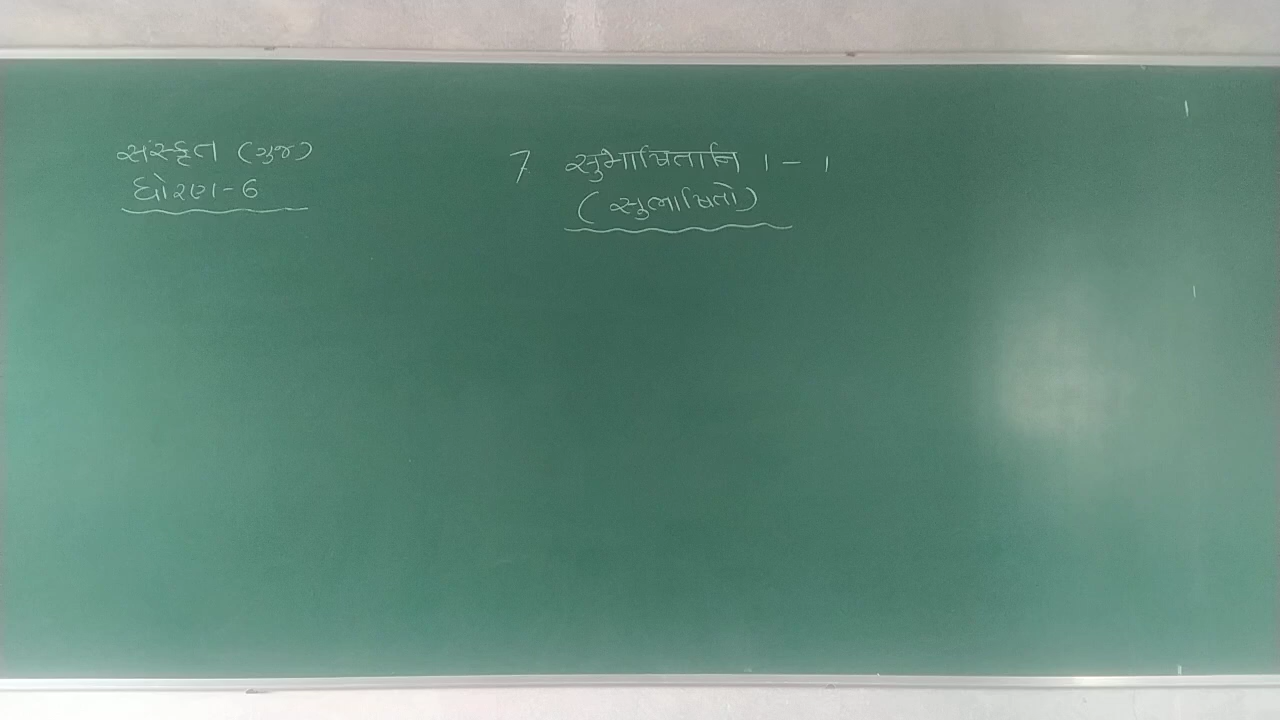 સંસ્કૃત (ગુજ)
ધોરણ-6
7 सुभाषितानि । - ।
(સુભાષિતો)